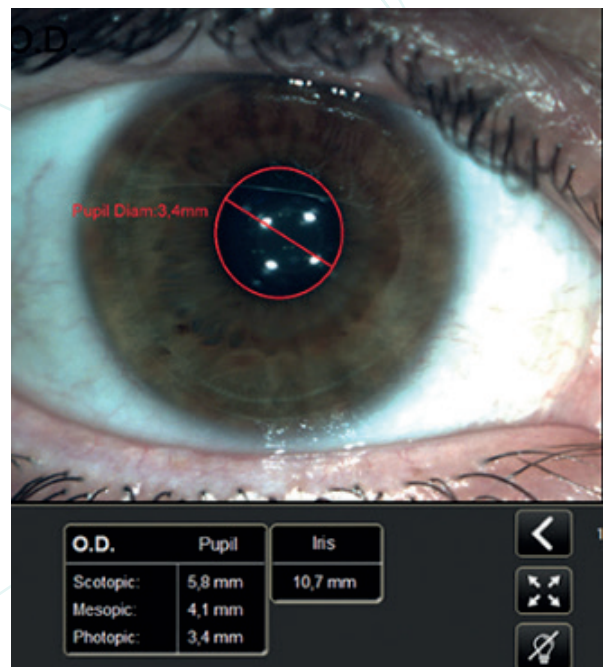 O.D.
Pupil Diam:3,4mm
O.D. Pupil Iris
Scotopic: 5,8 mm 10,7 mm
Mesopic: 4,1 mm
Photopic: 3,4 mm
1